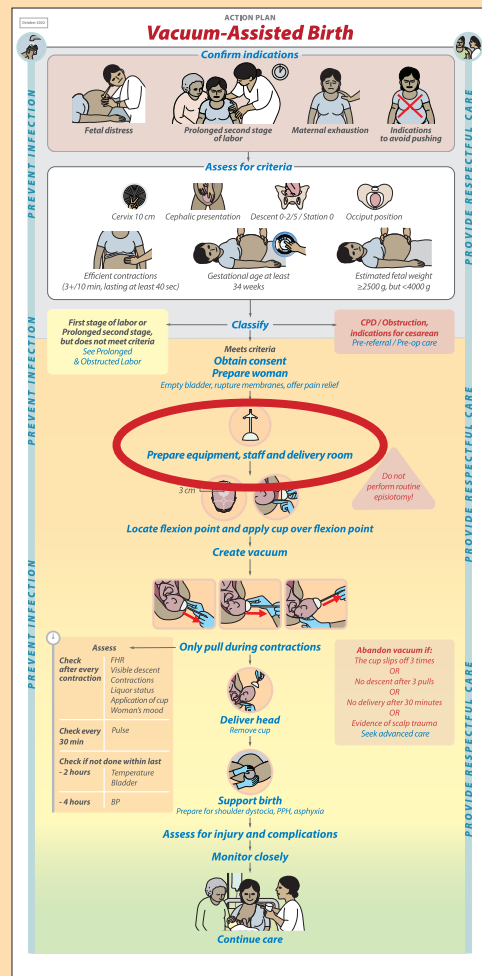 October 2022
ACTION PLAN
Vacuum-Assisted Birth
Confirm indications
Fetal distress
Prolonged second stage
of labor
Maternal exhaustion
Indications
to avoid pushing
PREVENT INFECTION
PROVIDE RESPECTFUL CARE
Assess for criteria
Cervix 10 cm
Cephalic presentation
Descent 0-2/5 / Station 0
Occiput position
Efficient contractions
(3+/10 min, lasting at least 40 sec)
Gestational age at least
34 weeks
Estimated fetal weight
≥2500 g, but <4000 g
First stage of labor or
Prolonged second stage,
but does not meet criteria
See Prolonged
& Obstructed Labor
Classify
CPD / Obstruction,
indications for cesarean
Pre-referral / Pre-op care
Meets criteria
Obtain consent
Prepare woman
Empty bladder, rupture membranes, offer pain relief
PREVENT INFECTION
PROVIDE RESPECTFUL CARE
Prepare equipment, staff and delivery room
3 cm
Do not
perform routine
episiotomy!
Locate flexion point and apply cup over flexion point
Create vacuum
PREVENT INFECTION
PROVIDE RESPECTFUL CARE
Only pull during contractions
Assess
Check
after every
contraction
FHR
Visible descent
Contractions
Liquor status
Application of cup
Woman's mood
Check every
30 min
Pulse
Check if not done within last
- 2 hours
Temperature
Bladder
- 4 hours
BP
Abandon vacuum if:
The cup slips off 3 times
OR
No descent after 3 pulls
OR
No delivery after 30 minutes
OR
Evidence of scalp trauma
Seek advanced care
Deliver head
Remove cup
Support birth
Prepare for shoulder dystocia, PPH, asphyxia
Assess for injury and complications
Monitor closely
Continue care